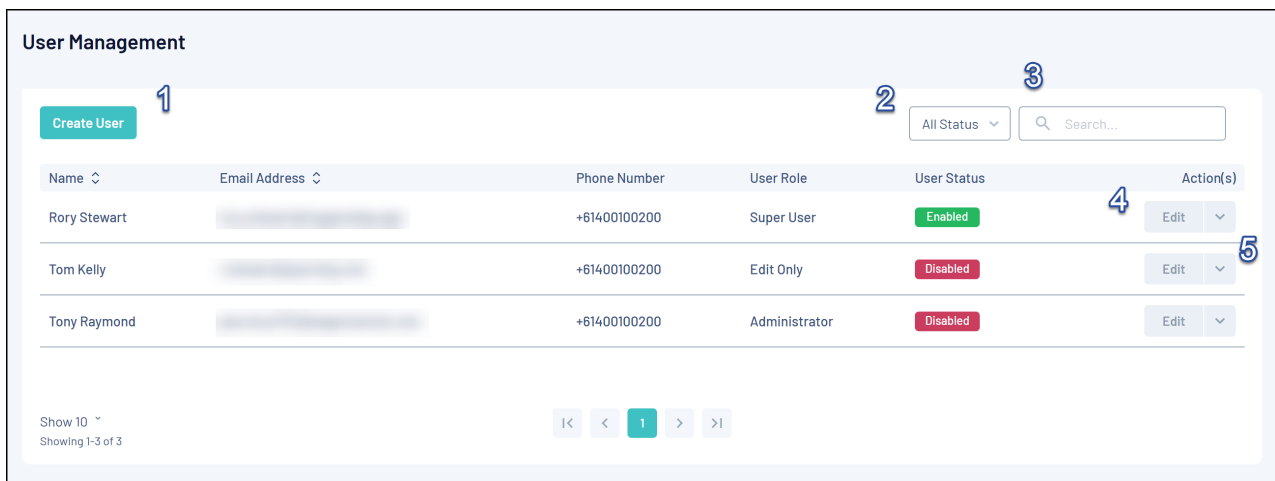 User Management
1
2
3
Create User
All Status
Search...
Name
Email Address
Phone Number
User Role
User Status
Action(s)
Rory Stewart
+61400100200
Super User
Enabled
4
Edit
Tom Kelly
+61400100200
Edit Only
Disabled
Edit
5
Tony Raymond
+61400100200
Administrator
Disabled
Edit
Show 10
1
Showing 1-3 of 3